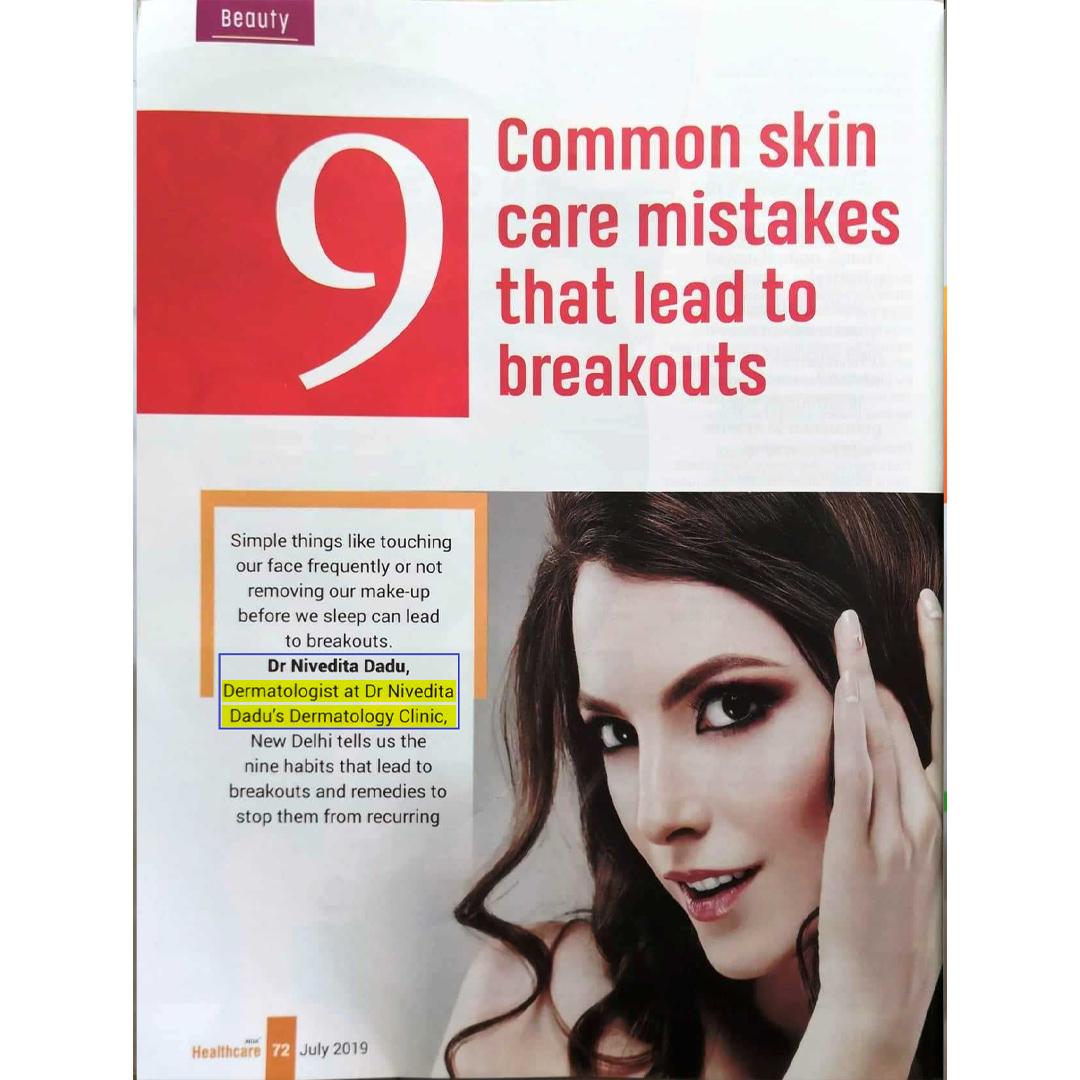 Beauty
9
Common skin
care mistakes
that lead to
breakouts
Simple things like touching
our face frequently or not
removing our make-up
before we sleep can lead
to breakouts.
Dr Nivedita Dadu,
Dermatologist at Dr Nivedita
Dadu's Dermatology Clinic,
New Delhi tells us the
nine habits that lead to
breakouts and remedies to
stop them from recurring
Healthcare 72 July 2019